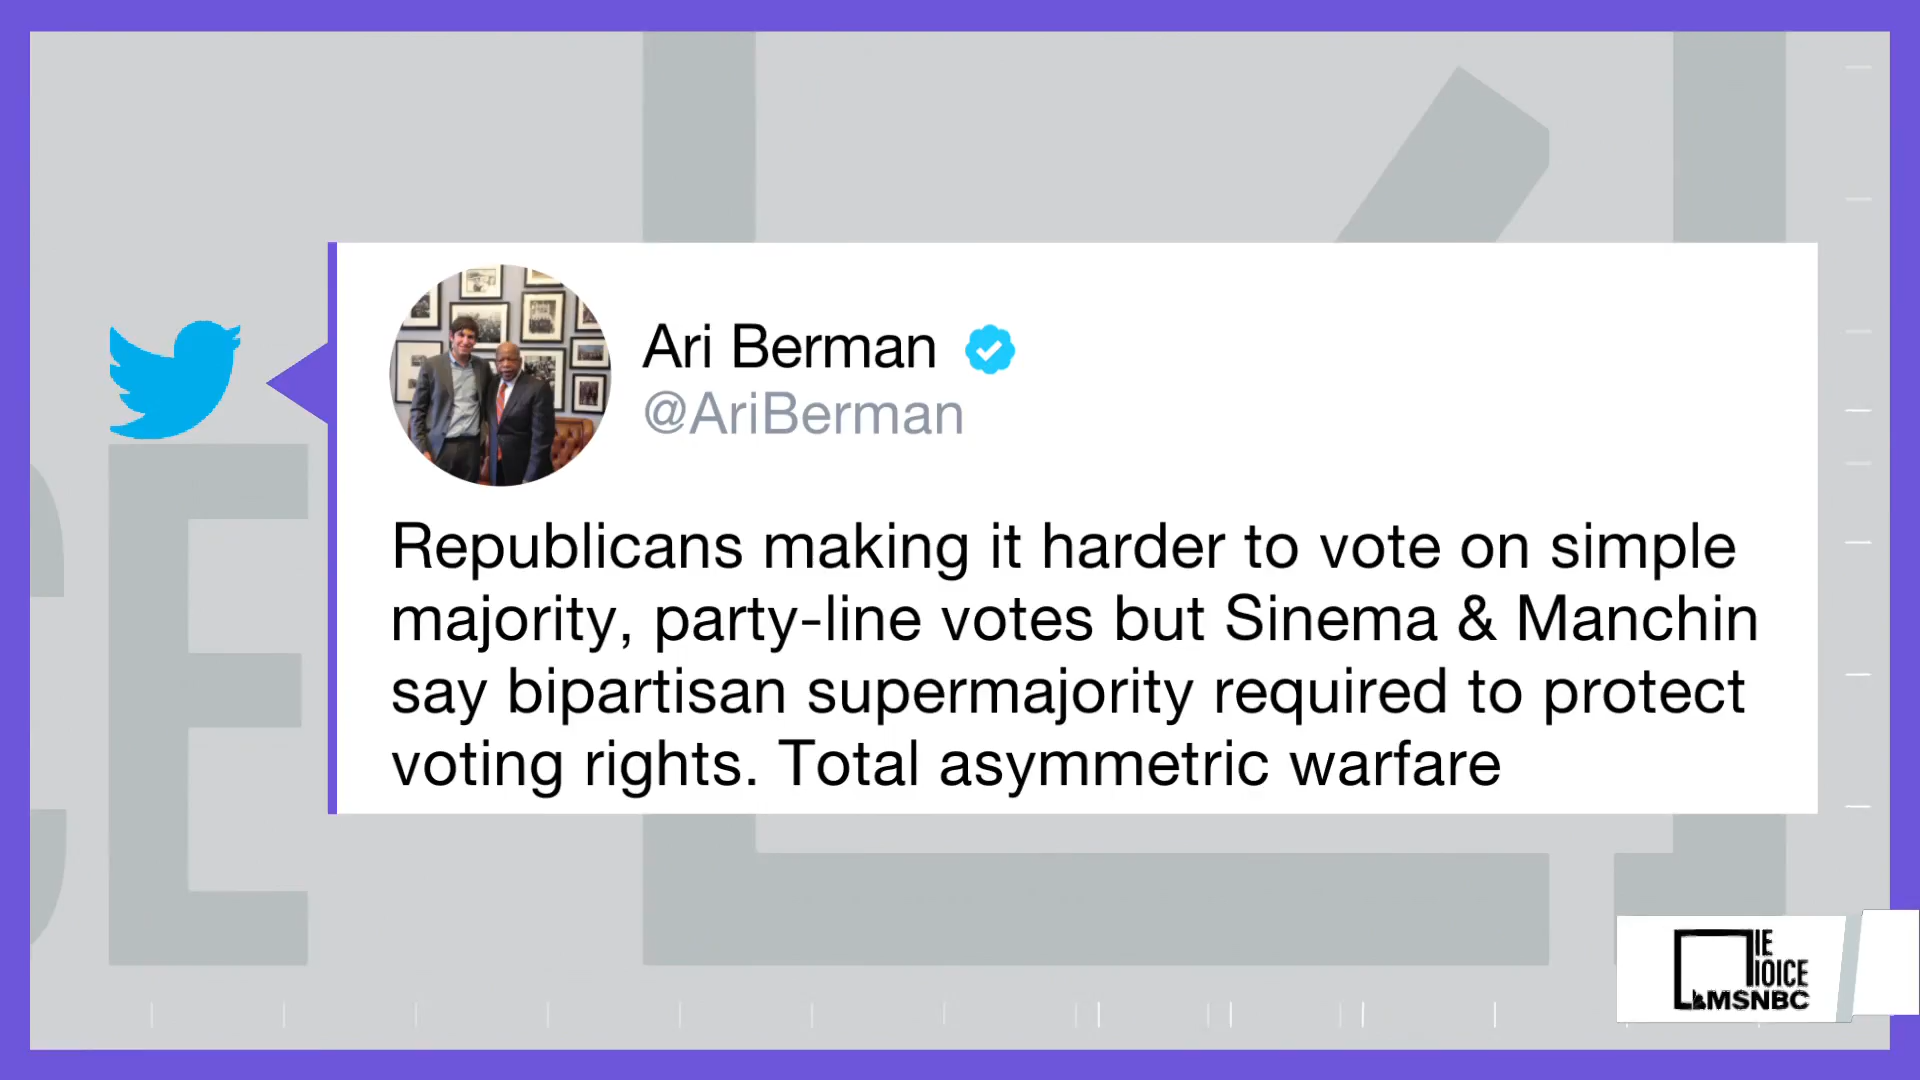 Ari Berman
@AriBerman
Republicans making it harder to vote on simple
majority, party-line votes but Sinema & Manchin
say bipartisan supermajority required to protect
voting rights. Total asymmetric warfare
MSNBC